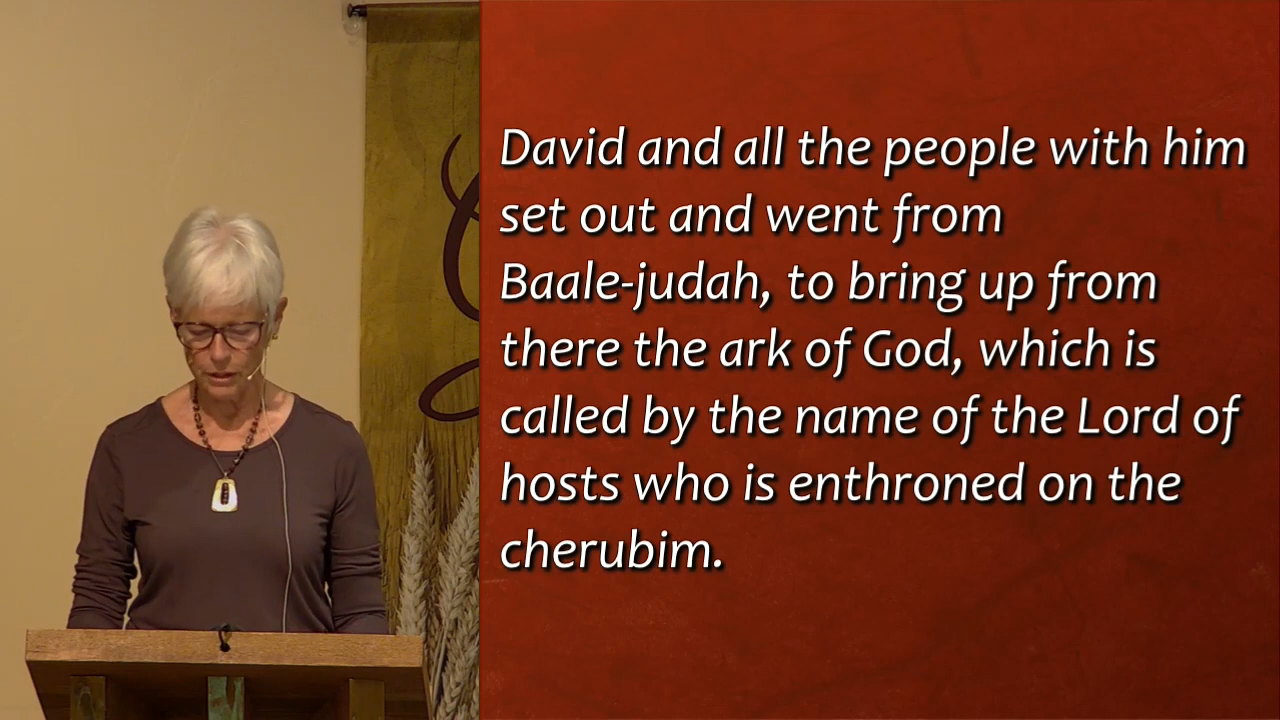 David and all the people with him
set out and went from
Baale-judah, to bring up from
there the ark of God, which is
called by the name of the Lord of
hosts who is enthroned on the
cherubim.